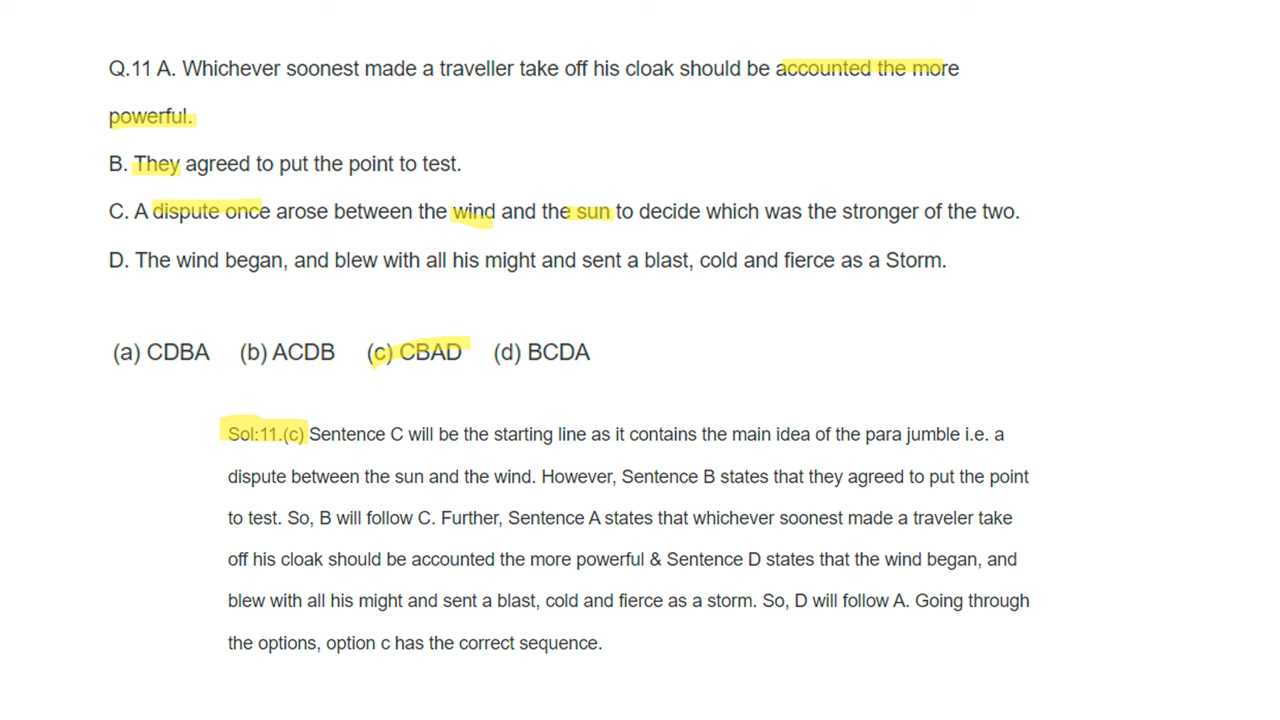 Q.11 A. Whichever soonest made a traveller take off his cloak should be accounted the more
powerful.
B. They agreed to put the point to test.
C. A dispute once arose between the wind and the sun to decide which was the stronger of the two.
D. The wind began, and blew with all his might and sent a blast, cold and fierce as a Storm.
(a) CDBA (b) ACDB (c) CBAD (d) BCDA
Sol:11.(c) Sentence C will be the starting line as it contains the main idea of the para jumble i.e. a
dispute between the sun and the wind. However, Sentence B states that they agreed to put the point
to test. So, B will follow C. Further, Sentence A states that whichever soonest made a traveler take
off his cloak should be accounted the more powerful & Sentence D states that the wind began, and
blew with all his might and sent a blast, cold and fierce as a storm. So, D will follow A. Going through
the options, option c has the correct sequence.